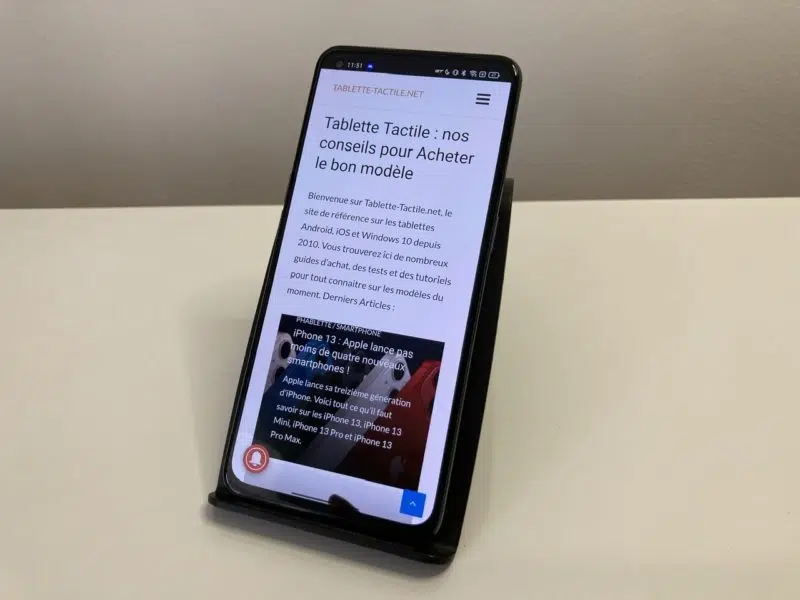 11:51
TABLETTE-TACTILE.NET
Tablette Tactile : nos
conseils pour Acheter
le bon modèle
Bienvenue sur Tablette-Tactile.net, le
site de référence sur les tablettes
Android, iOS et Windows 10 depuis
2010. Vous trouverez ici de nombreux
guides d'achat, des tests et des tutoriels
pour tout connaitre sur les modèles du
moment. Derniers Articles :
PHABLETTE / SMARTPHONE
iPhone 13 : Apple lance pas
moins de quatre nouveaux
smartphones !
Apple lance sa treizième génération
d'iPhone. Voici tout ce qu'il faut
savoir sur les iPhone 13, iPhone 13
Mini, iPhone 13 Pro et iPhone 13
Pro Max.